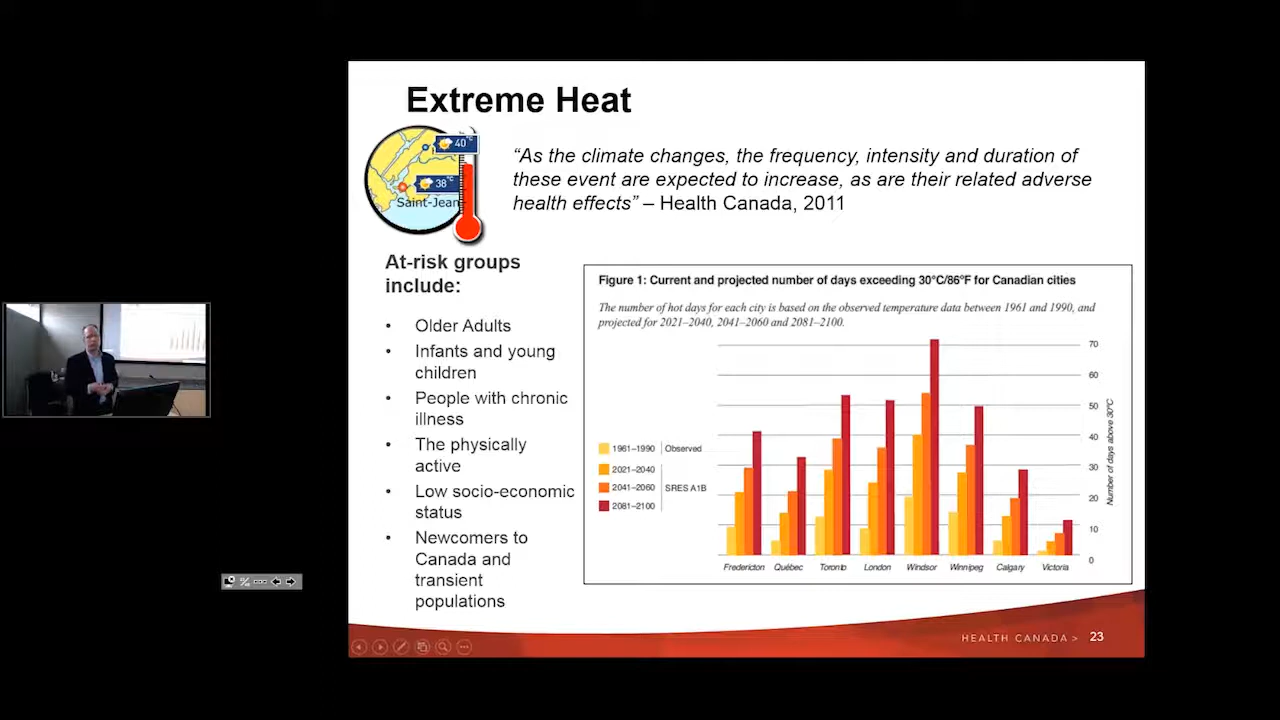 Extreme Heat
40°C
38°C
Saint-Jean
“As the climate changes, the frequency, intensity and duration of
these event are expected to increase, as are their related adverse
health effects” – Health Canada, 2011
At-risk groups
include:
• Older Adults
• Infants and young
children
• People with chronic
illness
• The physically
active
• Low socio-economic
status
• Newcomers to
Canada and
transient
populations
Figure 1: Current and projected number of days exceeding 30°C/86°F for Canadian cities
The number of hot days for each city is based on the observed temperature data between 1961 and 1990, and
projected for 2021–2040, 2041–2060 and 2081–2100.
1961–1990 Observed
2021–2040
2041–2060 SRES A1B
2081–2100
70
60
50
40
30
20
10
0
Number of days above 30°C
Fredericton Québec Toronto London Windsor Winnipeg Calgary Victoria
HEALTH CANADA > 23